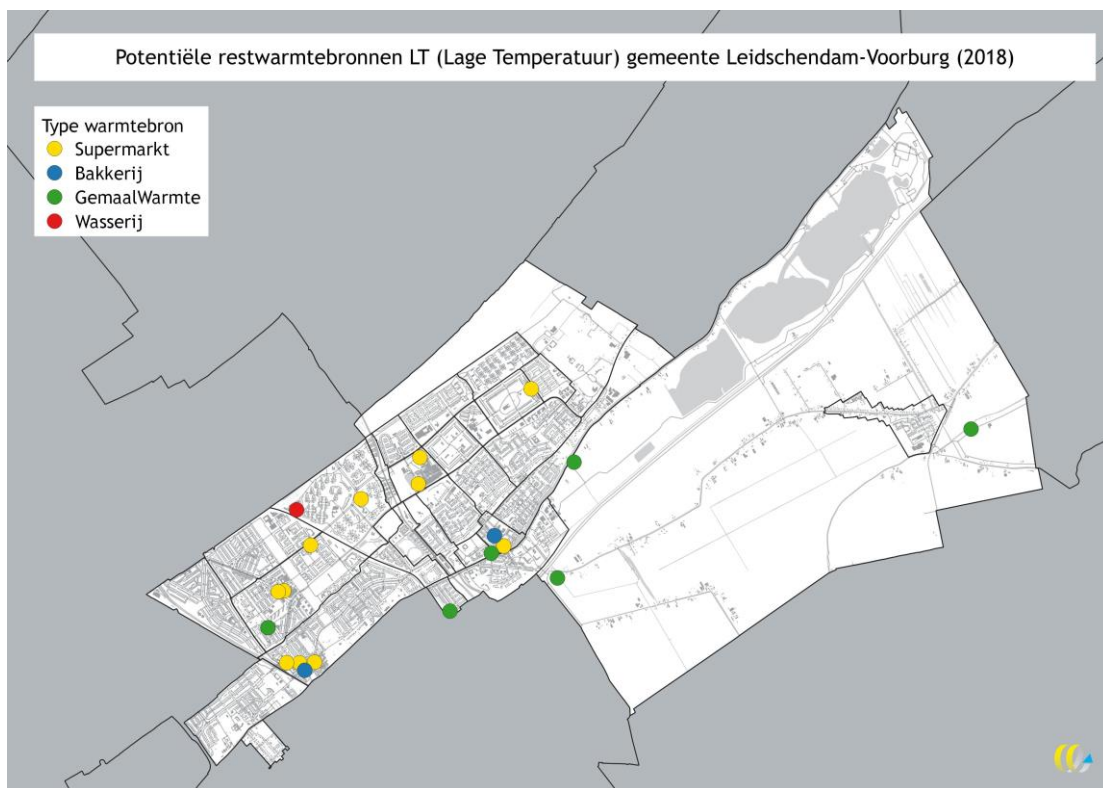 Potentiële restwarmtebronnen LT (Lage Temperatuur) gemeente Leidschendam-Voorburg (2018)
Type warmtebron
Supermarkt
Bakkerij
GemaalWarmte
Wasserij